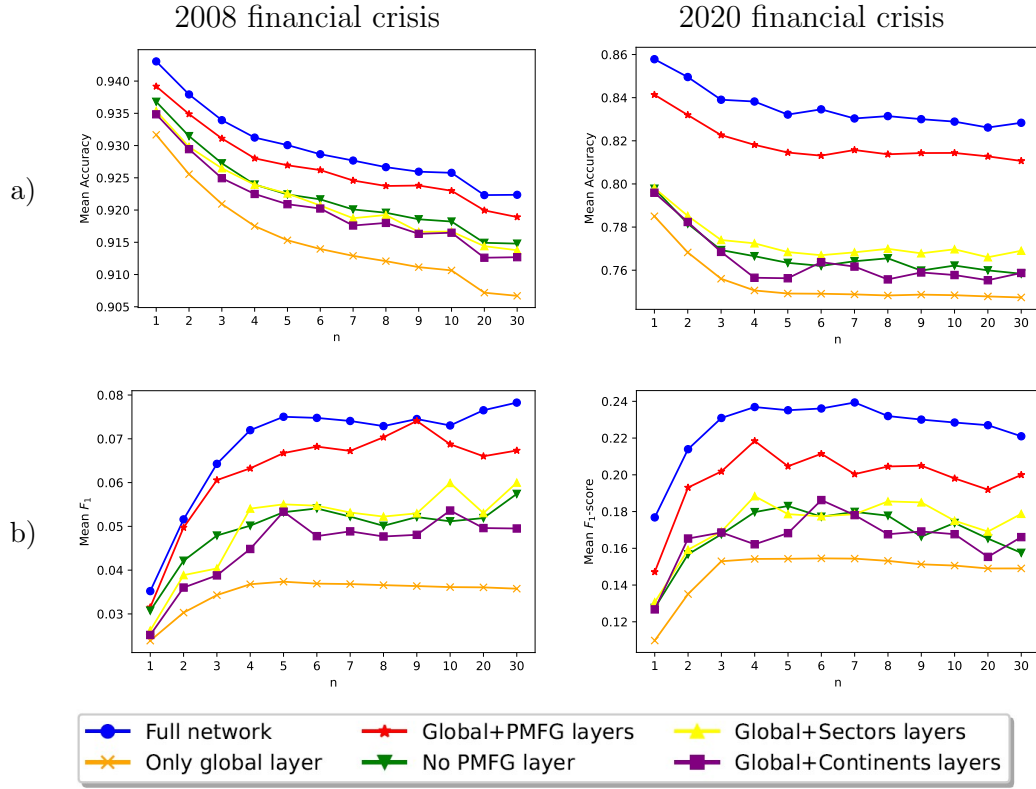 2008 financial crisis
2020 financial crisis
a)
Mean Accuracy
0.940
0.935
0.930
0.925
0.920
0.915
0.910
0.905
1 2 3 4 5 6 7 8 9 10 20 30
n
Mean Accuracy
0.86
0.84
0.82
0.80
0.78
0.76
1 2 3 4 5 6 7 8 9 10 20 30
n
b)
Mean F₁
0.08
0.07
0.06
0.05
0.04
0.03
1 2 3 4 5 6 7 8 9 10 20 30
n
Mean F₁-score
0.24
0.22
0.20
0.18
0.16
0.14
0.12
1 2 3 4 5 6 7 8 9 10 20 30
n
Full network
Only global layer
Global+PMFG layers
No PMFG layer
Global+Sectors layers
Global+Continents layers